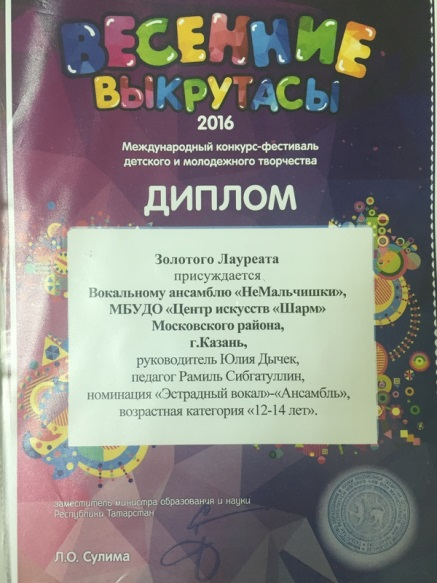 ВЕСЕННИЕ
ВЫКРУТАСЫ
2016
Международный конкурс-фестиваль
детского и молодежного творчества
ДИПЛОМ
Золотого Лауреата
присуждается
Вокальному ансамблю «НеМальчишки»,
МБУДО «Центр искусств «Шарм»
Московского района,
г.Казань,
руководитель Юлия Дычек,
педагог Рамиль Сибгатуллин,
номинация «Эстрадный вокал»-«Ансамбль»,
возрастная категория «12-14 лет».
заместитель министра образования и науки
Республики Татарстан
Л.О. Сулима